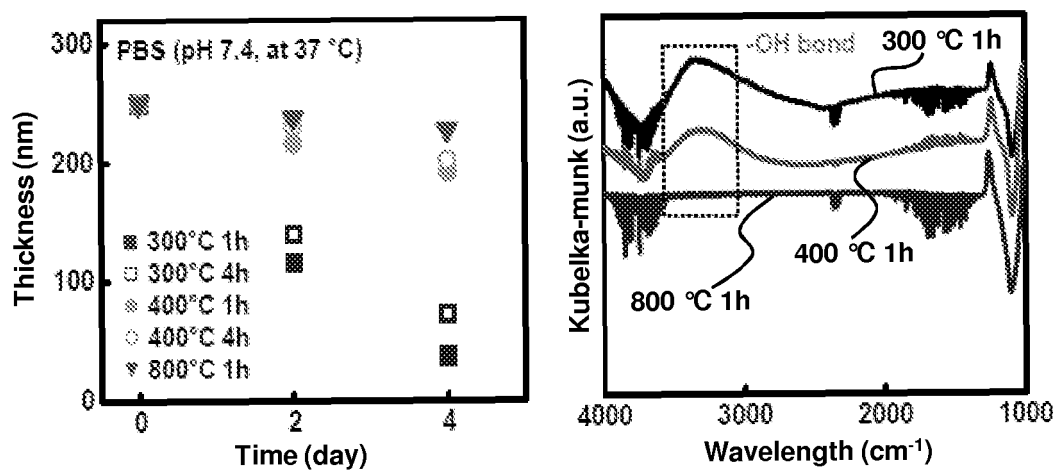 300
PBS (pH 7.4, at 37 °C)
200
100
0
Thickness (nm)
300°C 1h
300°C 4h
400°C 1h
400°C 4h
800°C 1h
0 2 4
Time (day)
-OH bond
300 °C 1h
400 °C 1h
800 °C 1h
Kubelka-munk (a.u.)
4000 3000 2000 1000
Wavelength (cm⁻¹)